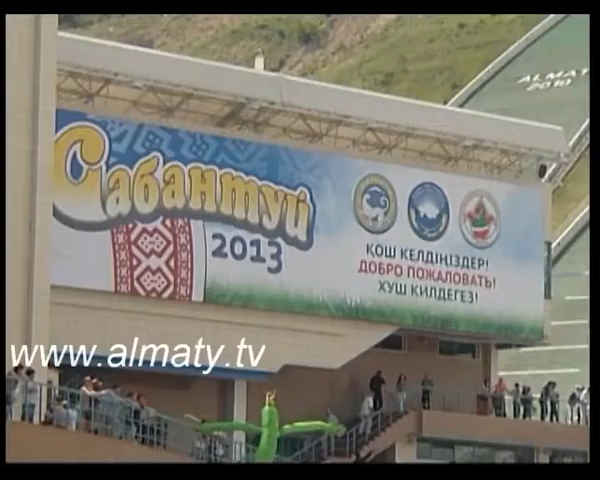 ALMATY
2010
Сабантуй
2013
ҚОШ КЕЛДІҢІЗДЕР!
ДОБРО ПОЖАЛОВАТЬ!
ХУШ КИЛДЕГЕЗ!
www.almaty.tv